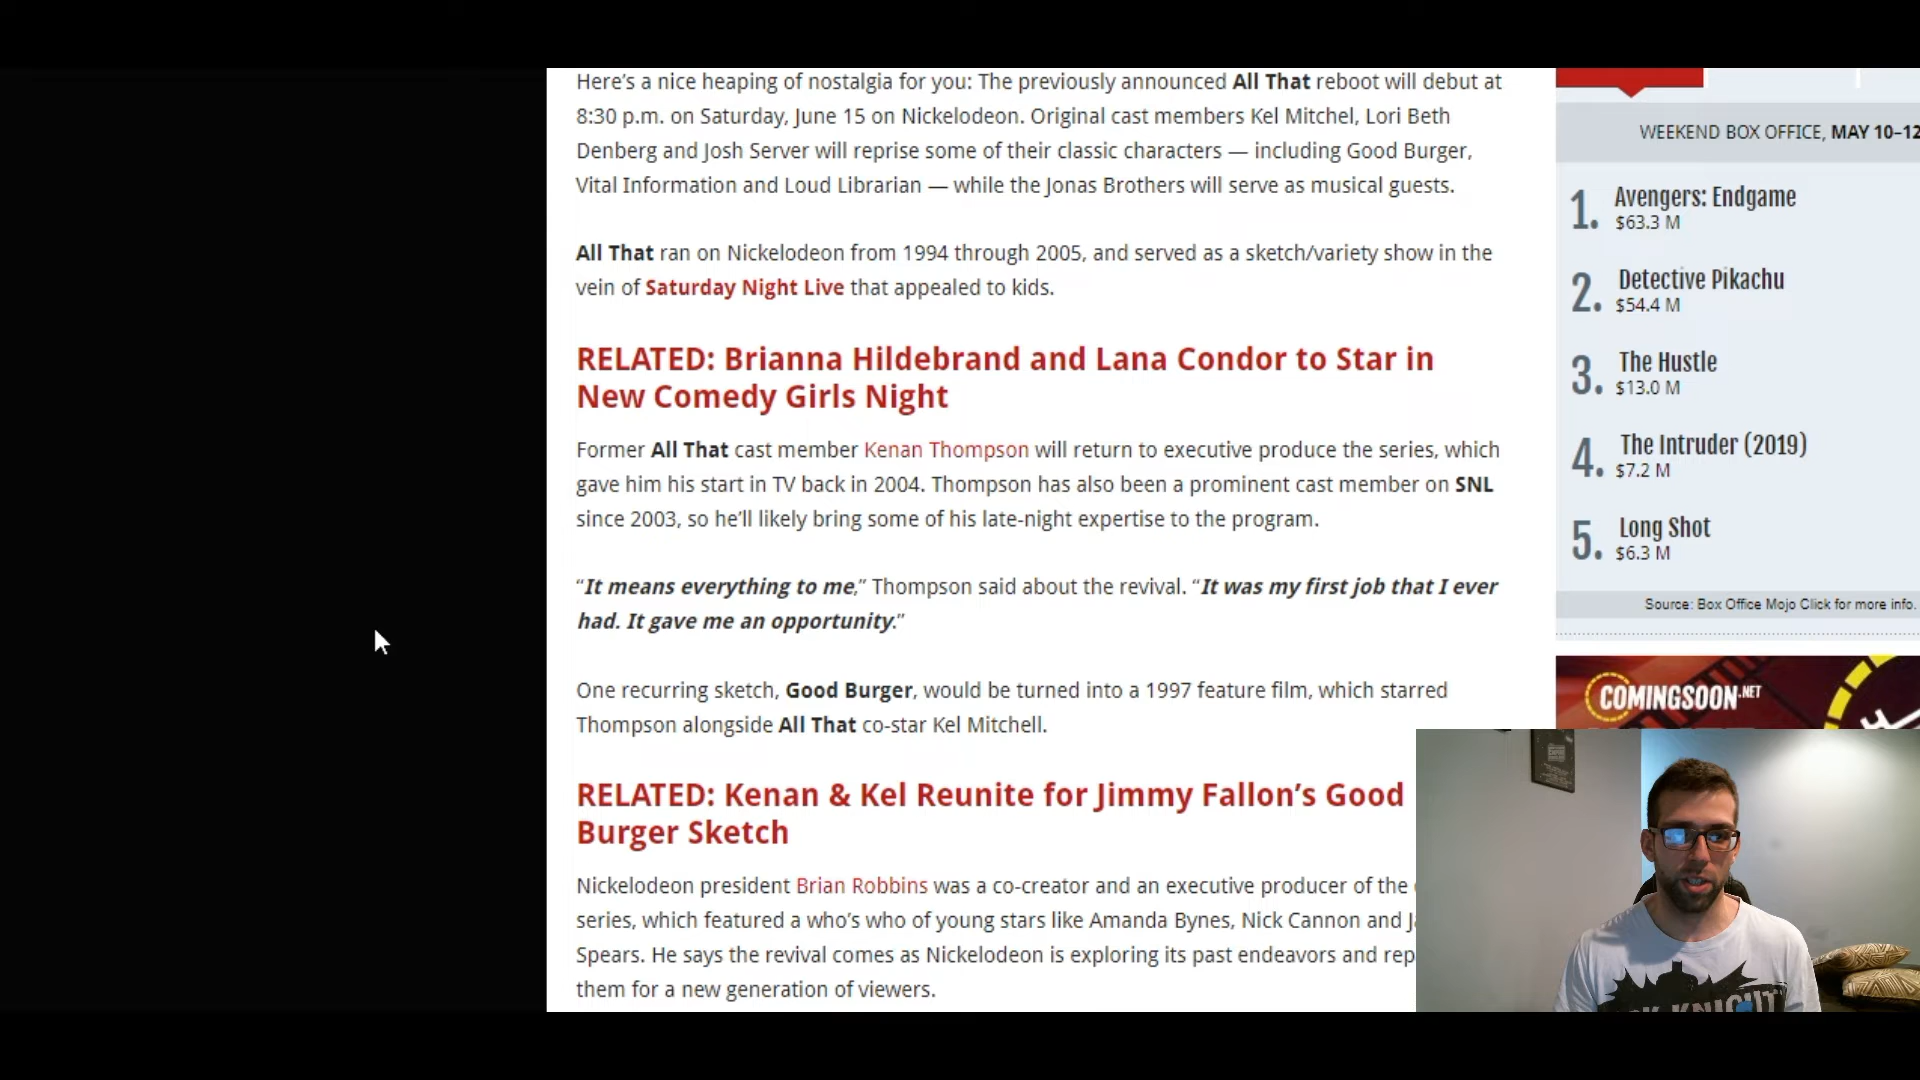 Here's a nice heaping of nostalgia for you: The previously announced All That reboot will debut at
8:30 p.m. on Saturday, June 15 on Nickelodeon. Original cast members Kel Mitchel, Lori Beth
Denberg and Josh Server will reprise some of their classic characters — including Good Burger,
Vital Information and Loud Librarian — while the Jonas Brothers will serve as musical guests.
All That ran on Nickelodeon from 1994 through 2005, and served as a sketch/variety show in the
vein of Saturday Night Live that appealed to kids.
RELATED: Brianna Hildebrand and Lana Condor to Star in
New Comedy Girls Night
Former All That cast member Kenan Thompson will return to executive produce the series, which
gave him his start in TV back in 2004. Thompson has also been a prominent cast member on SNL
since 2003, so he'll likely bring some of his late-night expertise to the program.
“It means everything to me,” Thompson said about the revival. “It was my first job that I ever
had. It gave me an opportunity.”
One recurring sketch, Good Burger, would be turned into a 1997 feature film, which starred
Thompson alongside All That co-star Kel Mitchell.
RELATED: Kenan & Kel Reunite for Jimmy Fallon's Good
Burger Sketch
Nickelodeon president Brian Robbins was a co-creator and an executive producer of the
series, which featured a who's who of young stars like Amanda Bynes, Nick Cannon and
Spears. He says the revival comes as Nickelodeon is exploring its past endeavors and
them for a new generation of viewers.
WEEKEND BOX OFFICE, MAY 10–12
1. Avengers: Endgame
$63.3 M
2. Detective Pikachu
$54.4 M
3. The Hustle
$13.0 M
4. The Intruder (2019)
$7.2 M
5. Long Shot
$6.3 M
Source: Box Office Mojo Click for more info.
COMINGSOON.NET
KNIGHT